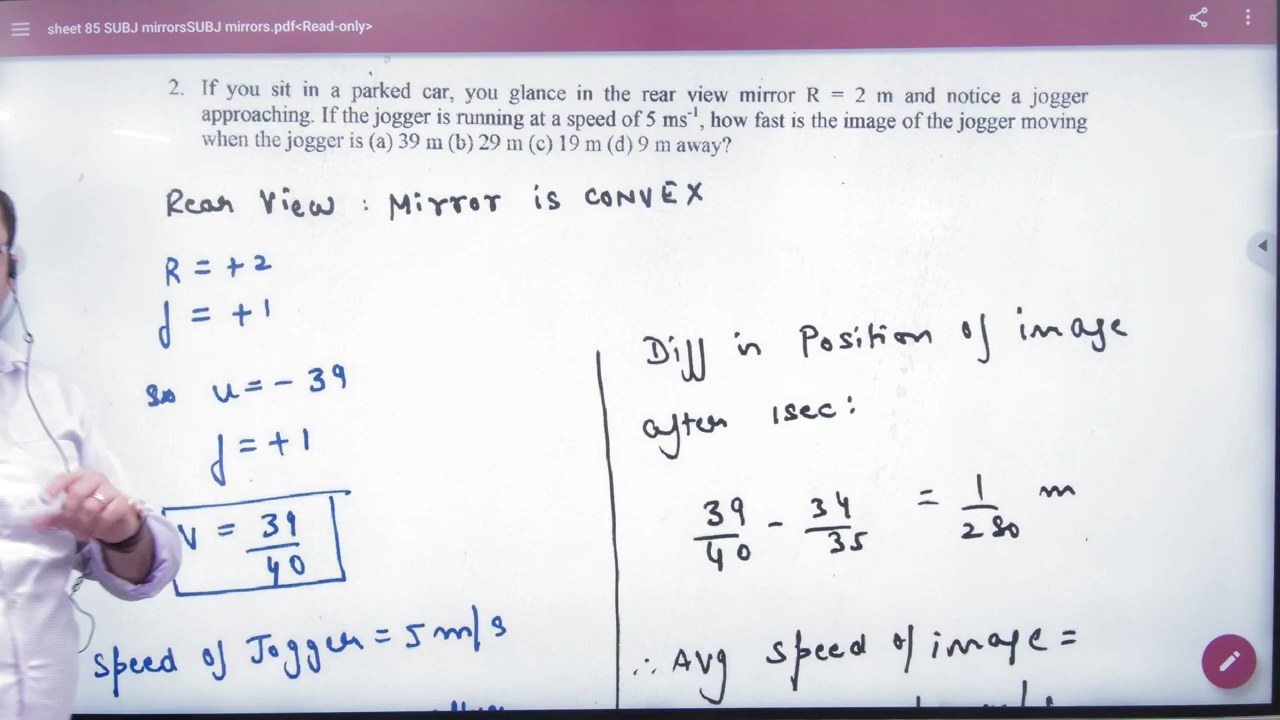 sheet 85 SUBJ mirrorsSUBJ mirrors.pdf<Read-only>
2. If you sit in a parked car, you glance in the rear view mirror R = 2 m and notice a jogger
approaching. If the jogger is running at a speed of 5 ms⁻¹, how fast is the image of the jogger moving
when the jogger is (a) 39 m (b) 29 m (c) 19 m (d) 9 m away?
Rear View : Mirror is CONVEX
R = +2
f = +1
so u = - 39
f = +1
V = 39/40
Speed of Jogger = 5 m/s
Diff in Position of image
after 1sec:
39/40 - 34/35 = 1/280 m
∴ Avg speed of image =